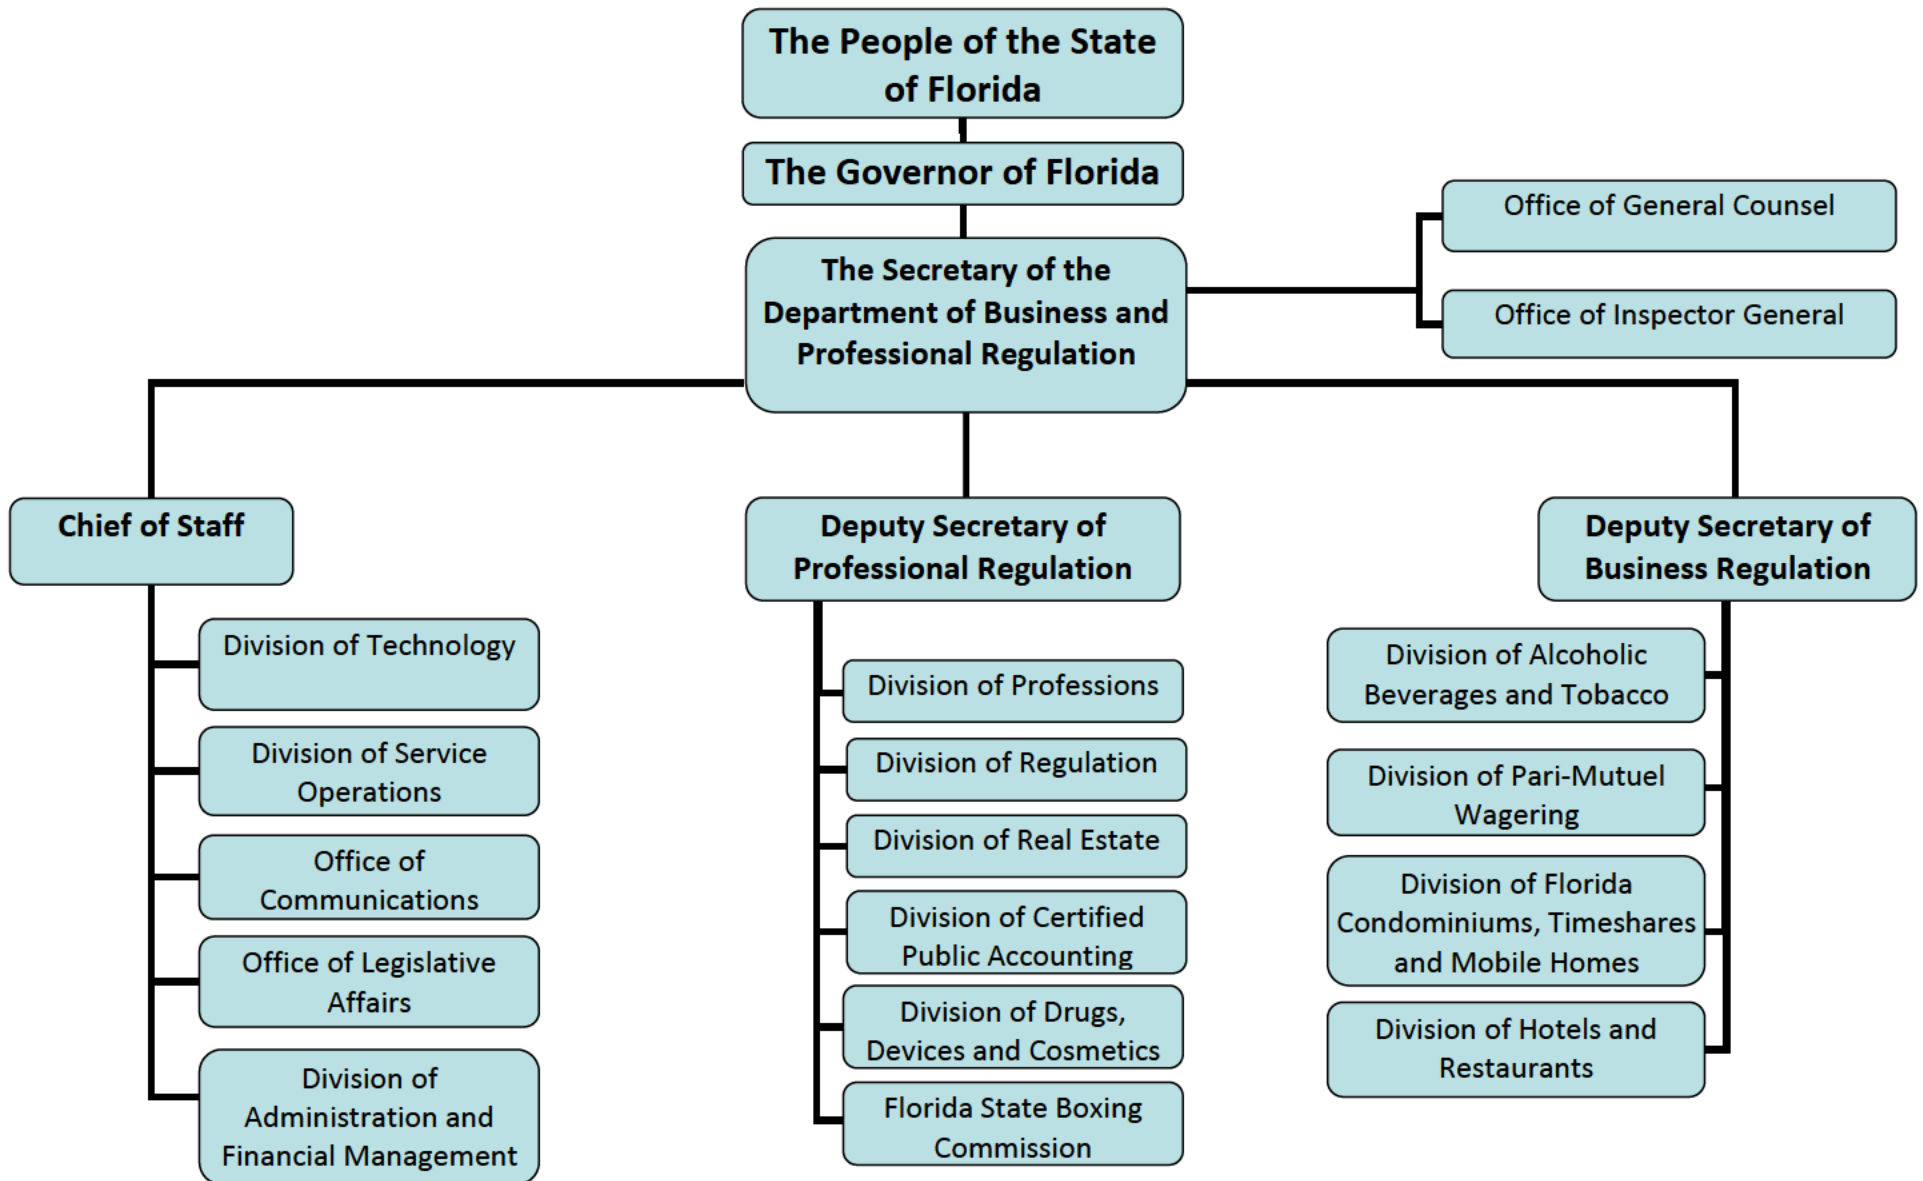 The People of the State
of Florida
The Governor of Florida
Office of General Counsel
The Secretary of the
Department of Business and
Professional Regulation
Office of Inspector General
Chief of Staff
Division of Technology
Division of Service
Operations
Office of
Communications
Office of Legislative
Affairs
Division of
Administration and
Financial Management
Deputy Secretary of
Professional Regulation
Division of Professions
Division of Regulation
Division of Real Estate
Division of Certified
Public Accounting
Division of Drugs,
Devices and Cosmetics
Florida State Boxing
Commission
Deputy Secretary of
Business Regulation
Division of Alcoholic
Beverages and Tobacco
Division of Pari-Mutuel
Wagering
Division of Florida
Condominiums, Timeshares
and Mobile Homes
Division of Hotels and
Restaurants